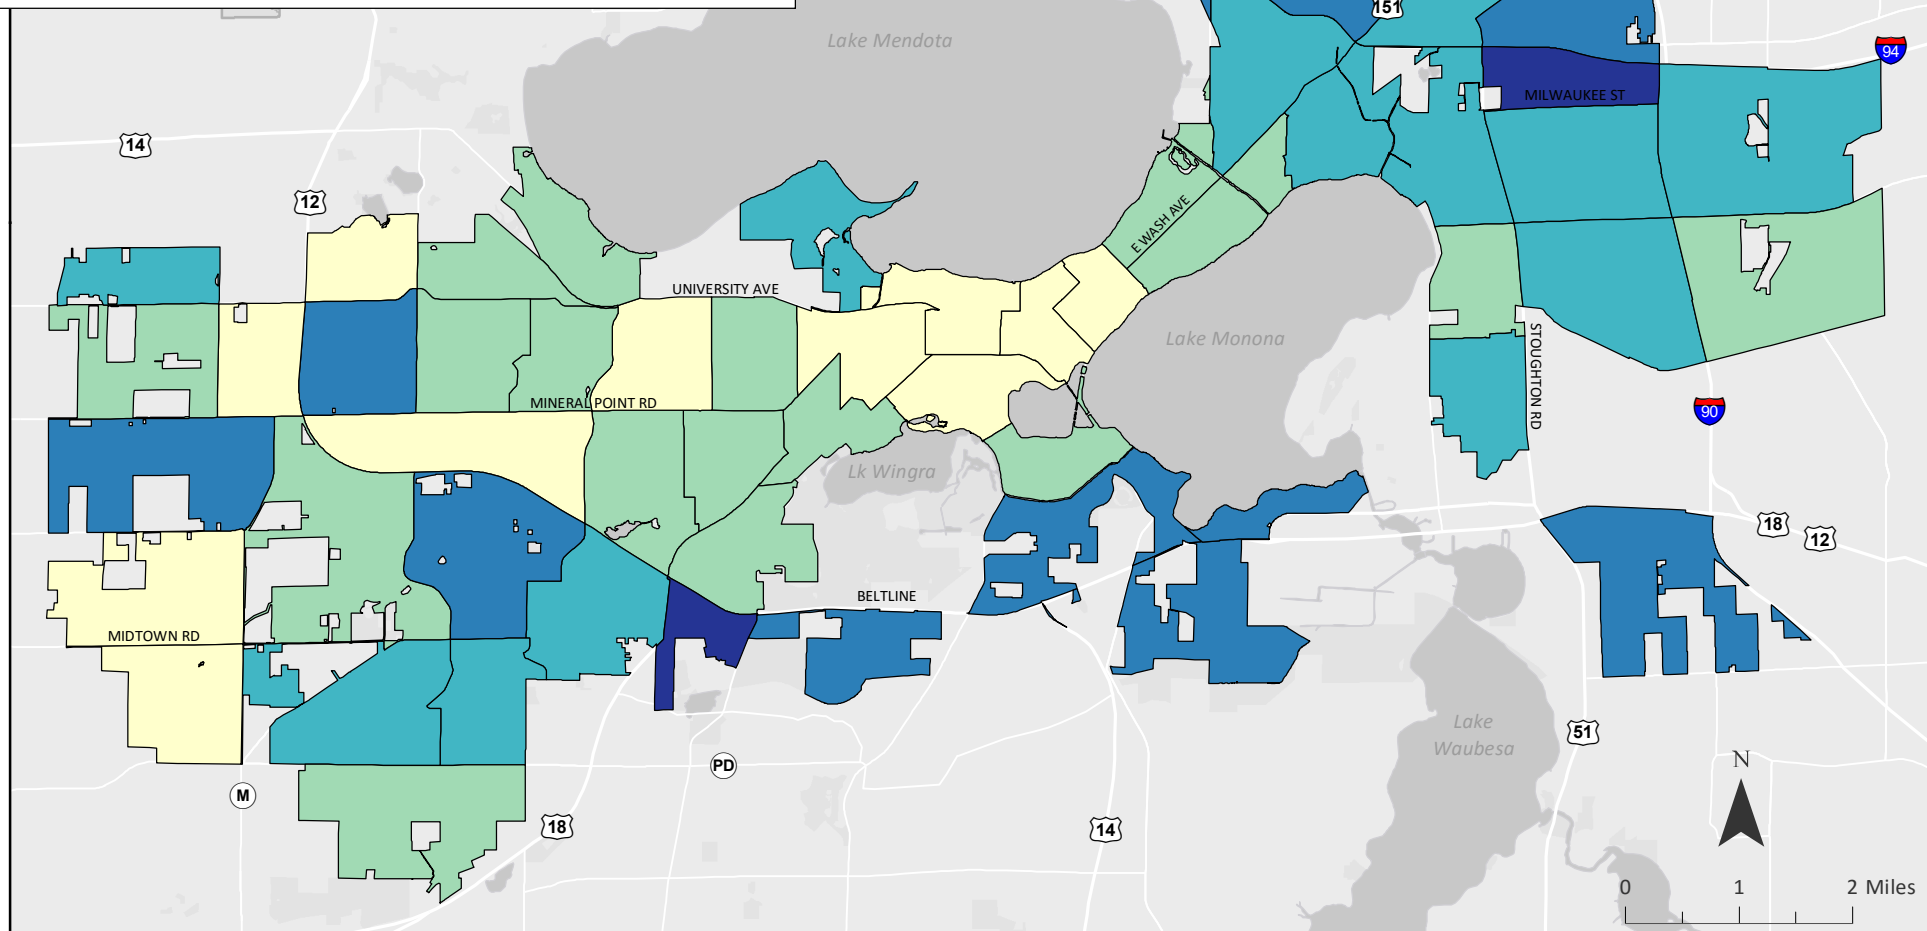 151
Lake Mendota
94
MILWAUKEE ST
14
12
E WASH AVE
UNIVERSITY AVE
Lake Monona
STOUGHTON RD
MINERAL POINT RD
90
Lk Wingra
18
12
BELTLINE
MIDTOWN RD
Lake
Waubesa
51
N
PD
M
18
14
0 1 2 Miles